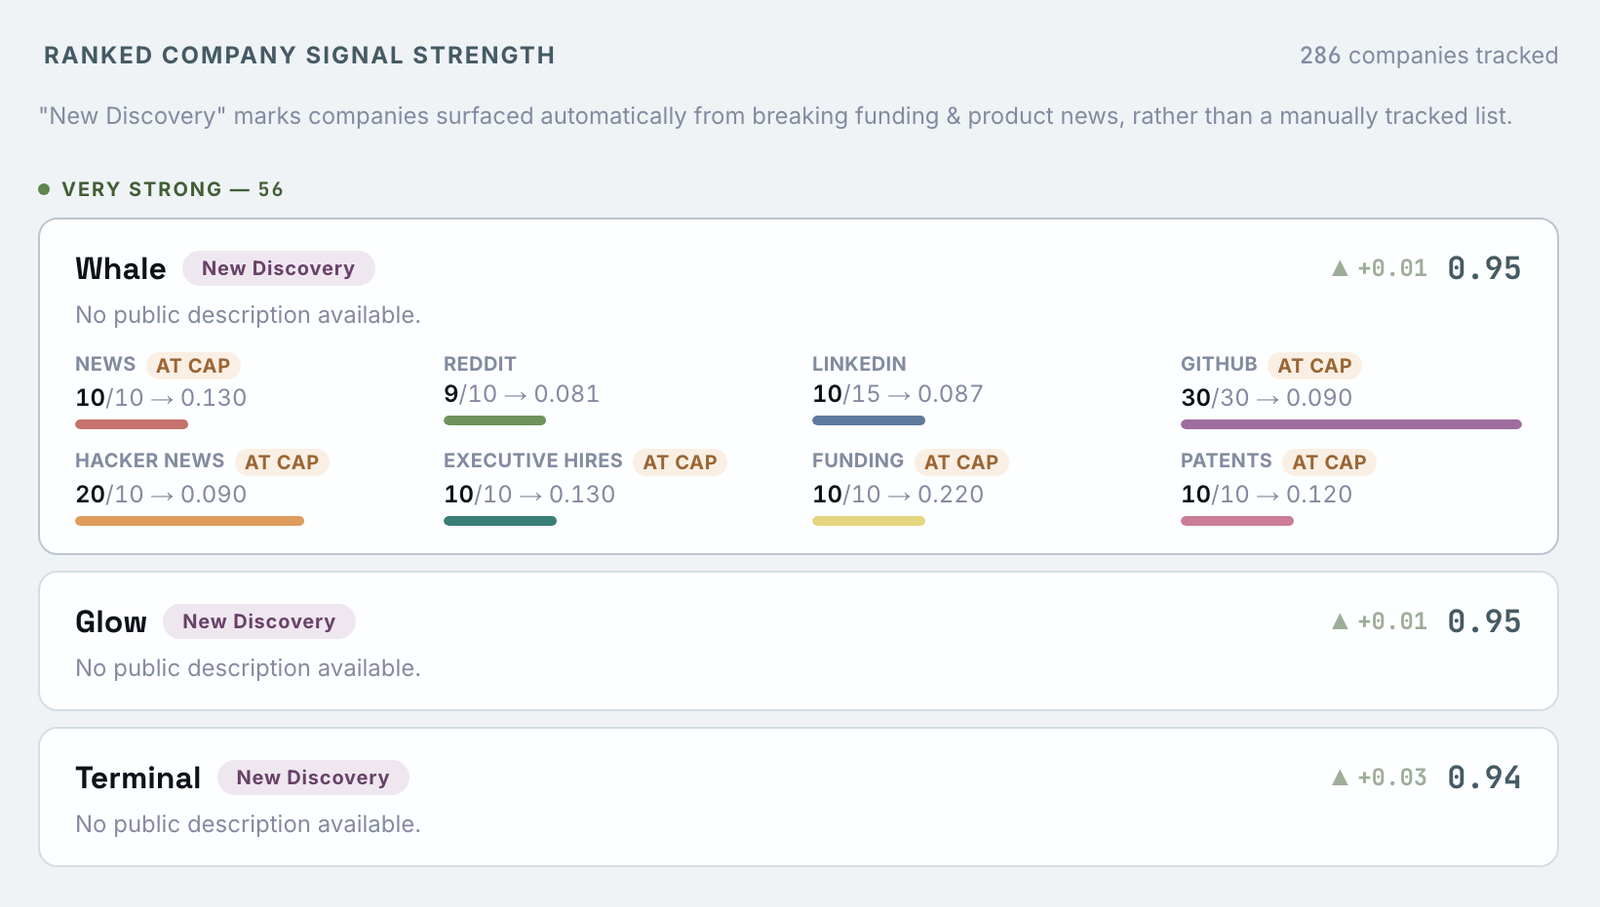 RANKED COMPANY SIGNAL STRENGTH
286 companies tracked
"New Discovery" marks companies surfaced automatically from breaking funding & product news, rather than a manually tracked list.
VERY STRONG — 56
Whale New Discovery ▲ +0.01 0.95
No public description available.
NEWS AT CAP
10/10 → 0.130
REDDIT
9/10 → 0.081
LINKEDIN
10/15 → 0.087
GITHUB AT CAP
30/30 → 0.090
HACKER NEWS AT CAP
20/10 → 0.090
EXECUTIVE HIRES AT CAP
10/10 → 0.130
FUNDING AT CAP
10/10 → 0.220
PATENTS AT CAP
10/10 → 0.120
Glow New Discovery ▲ +0.01 0.95
No public description available.
Terminal New Discovery ▲ +0.03 0.94
No public description available.